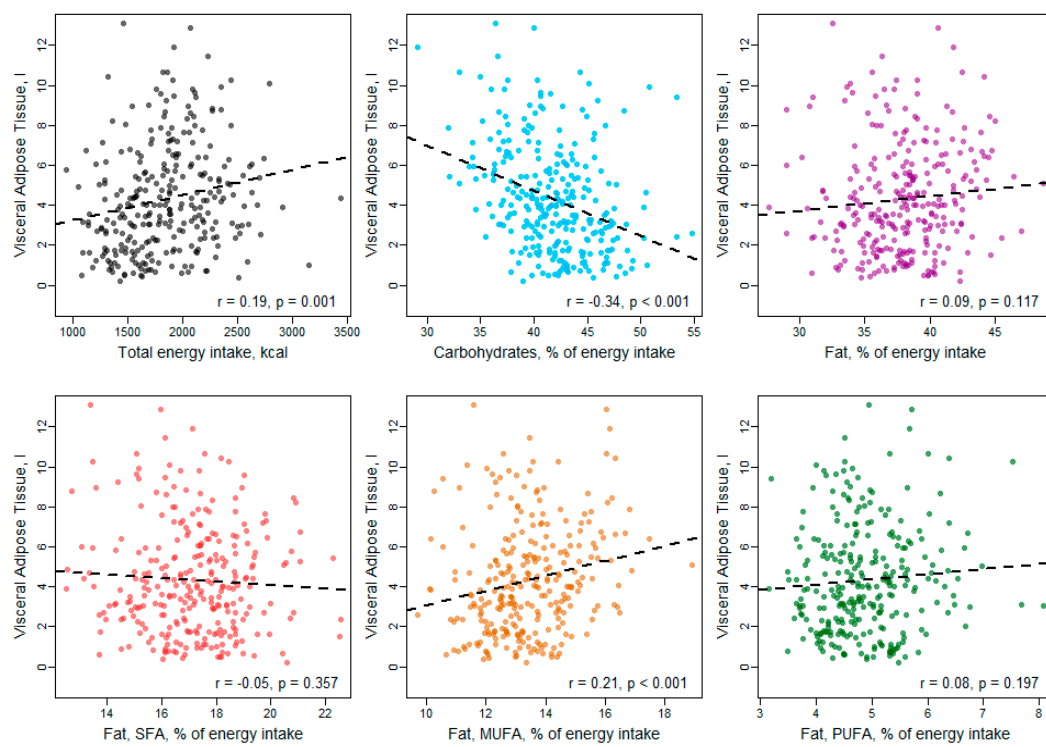 Visceral Adipose Tissue, l
0 2 4 6 8 10 12
r = 0.19, p = 0.001
1000 1500 2000 2500 3000 3500
Total energy intake, kcal
Visceral Adipose Tissue, l
0 2 4 6 8 10 12
r = -0.34, p < 0.001
30 35 40 45 50 55
Carbohydrates, % of energy intake
Visceral Adipose Tissue, l
0 2 4 6 8 10 12
r = 0.09, p = 0.117
30 35 40 45
Fat, % of energy intake
Visceral Adipose Tissue, l
0 2 4 6 8 10 12
r = -0.05, p = 0.357
14 16 18 20 22
Fat, SFA, % of energy intake
Visceral Adipose Tissue, l
0 2 4 6 8 10 12
r = 0.21, p < 0.001
10 12 14 16 18
Fat, MUFA, % of energy intake
Visceral Adipose Tissue, l
0 2 4 6 8 10 12
r = 0.08, p = 0.197
3 4 5 6 7 8
Fat, PUFA, % of energy intake